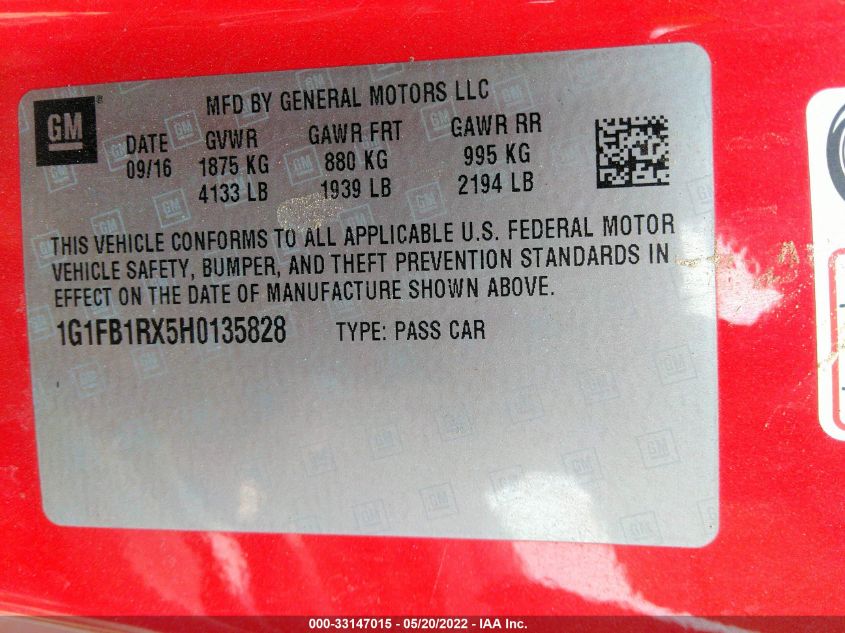 MFD BY GENERAL MOTORS LLC
GM
DATE GVWR GAWR FRT GAWR RR
09/16 1875 KG 880 KG 995 KG
4133 LB 1939 LB 2194 LB
THIS VEHICLE CONFORMS TO ALL APPLICABLE U.S. FEDERAL MOTOR
VEHICLE SAFETY, BUMPER, AND THEFT PREVENTION STANDARDS IN
EFFECT ON THE DATE OF MANUFACTURE SHOWN ABOVE.
1G1FB1RX5H0135828 TYPE: PASS CAR
000-33147015 - 05/20/2022 - IAA Inc.